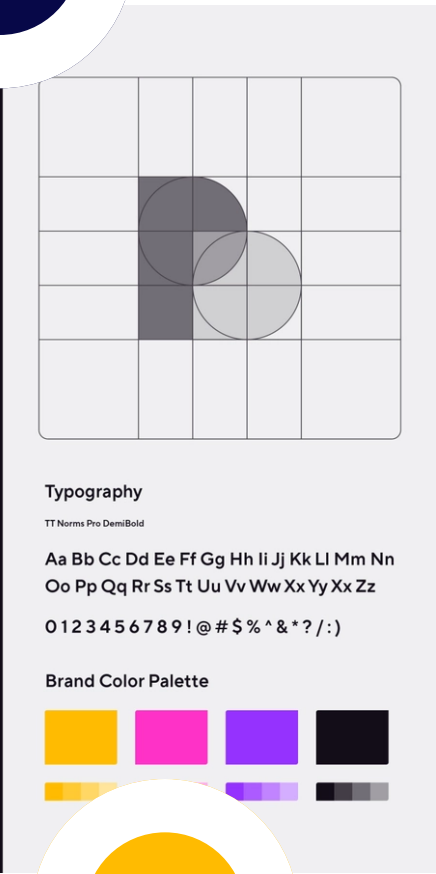 Typography
TT Norms Pro DemiBold
Aa Bb Cc Dd Ee Ff Gg Hh Ii Jj Kk Ll Mm Nn
Oo Pp Qq Rr Ss Tt Uu Vv Ww Xx Yy Xx Zz
0 1 2 3 4 5 6 7 8 9 ! @ # $ % ^ & * ? / : )
Brand Color Palette